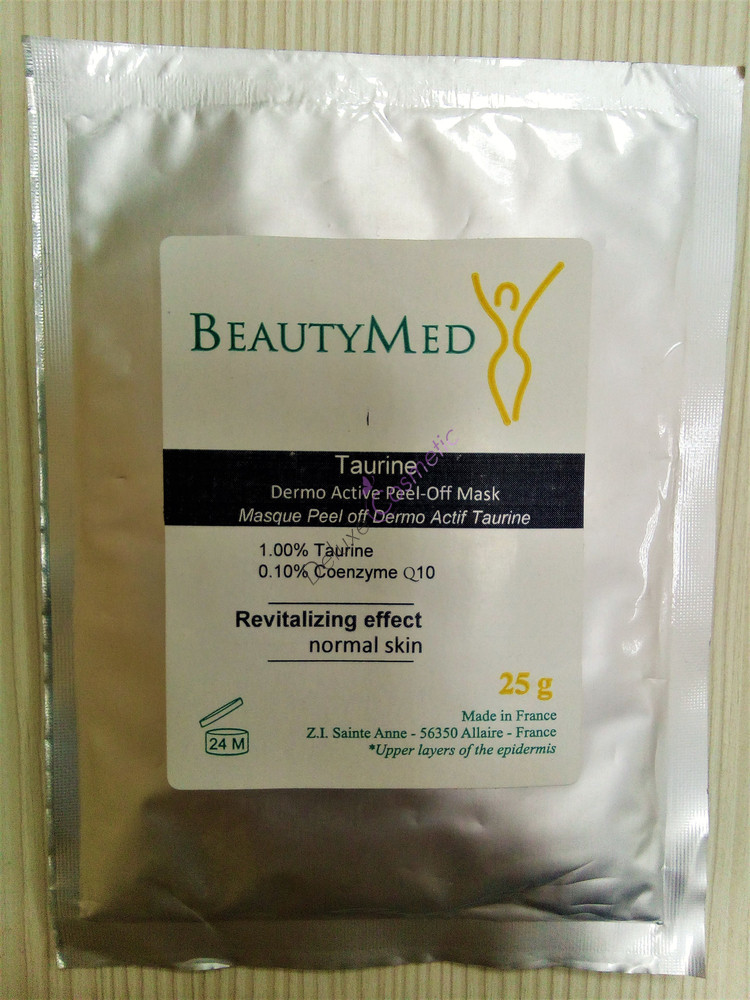 BEAUTYMED
Taurine
Dermo Active Peel-Off Mask
Masque Peel off Dermo Actif Taurine
1.00% Taurine
0.10% Coenzyme Q10
Revitalizing effect
normal skin
25 g
Made in France
Z.I. Sainte Anne - 56350 Allaire - France
*Upper layers of the epidermis
24 M
Deluxe Cosmetic